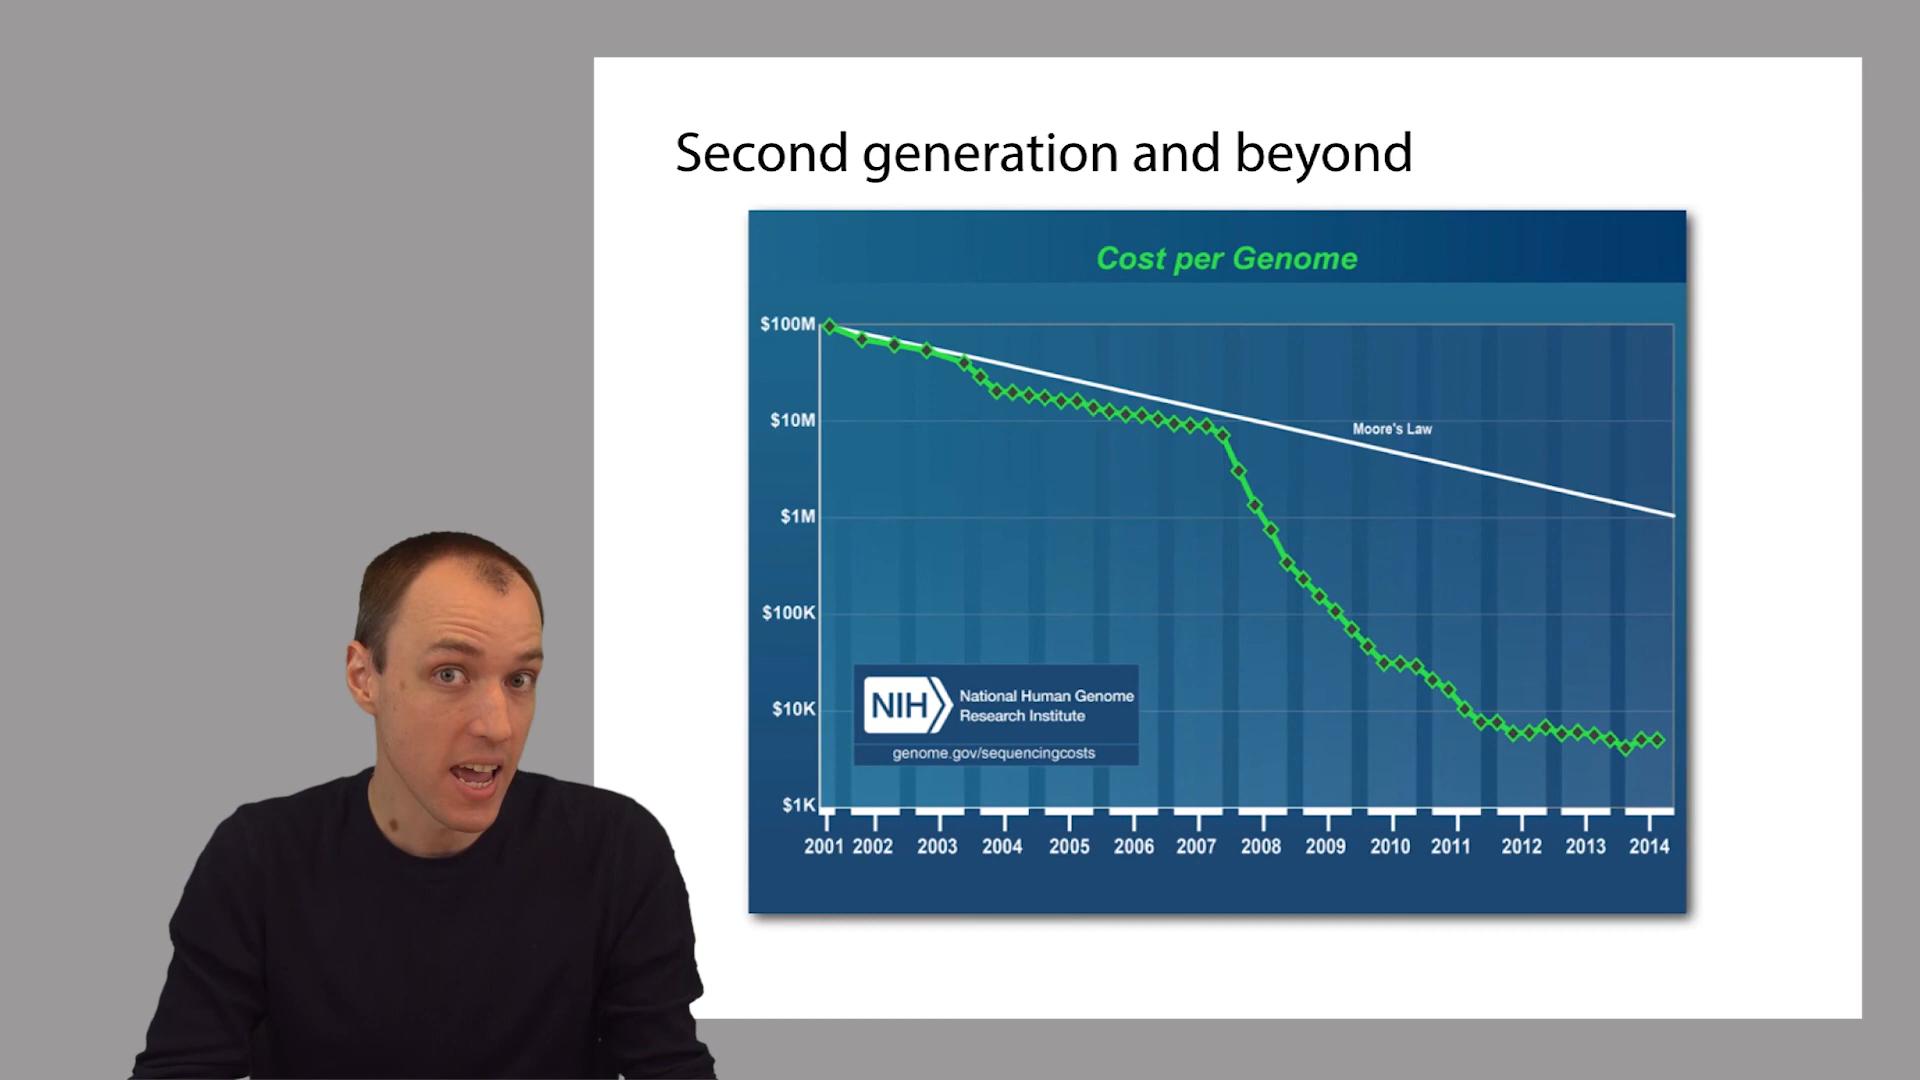 Second generation and beyond
Cost per Genome
$100M
$10M
$1M
$100K
$10K
$1K
Moore's Law
NIH
National Human Genome
Research Institute
genome.gov/sequencingcosts
2001 2002 2003 2004 2005 2006 2007 2008 2009 2010 2011 2012 2013 2014